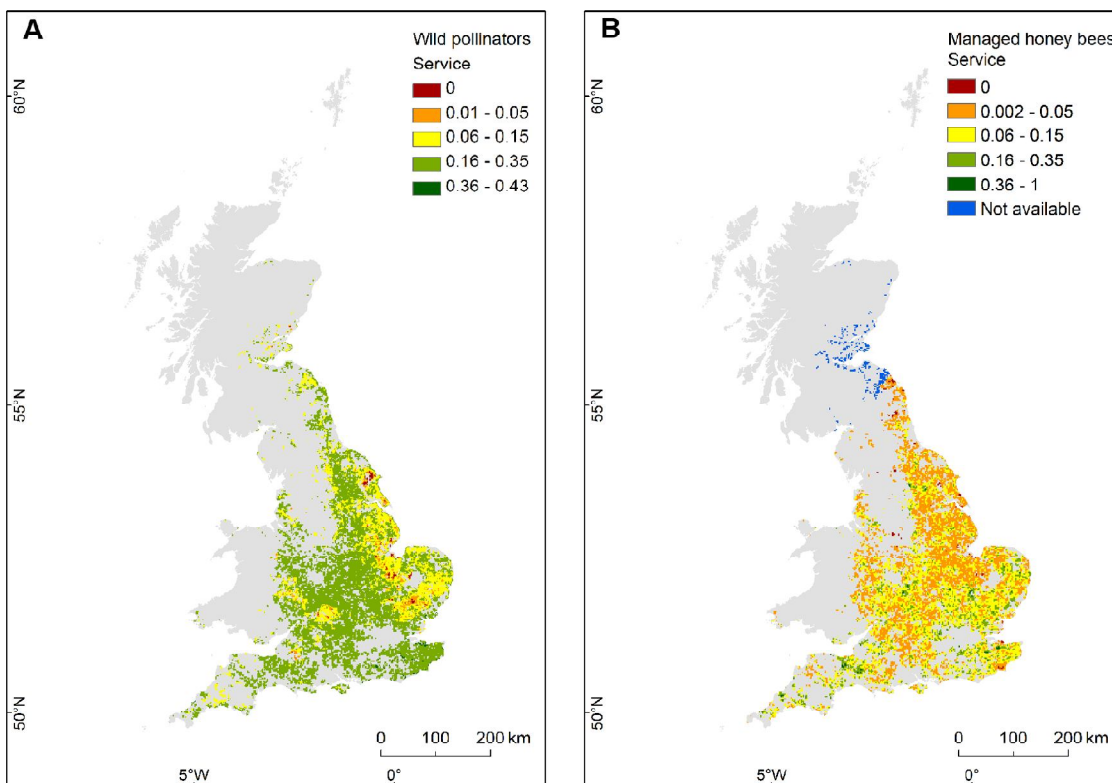 A
Wild pollinators
Service
0
0.01 - 0.05
0.06 - 0.15
0.16 - 0.35
0.36 - 0.43
60°N
55°N
50°N
0 100 200 km
5°W 0°
B
Managed honey bees
Service
0
0.002 - 0.05
0.06 - 0.15
0.16 - 0.35
0.36 - 1
Not available
60°N
55°N
50°N
0 100 200 km
5°W 0°